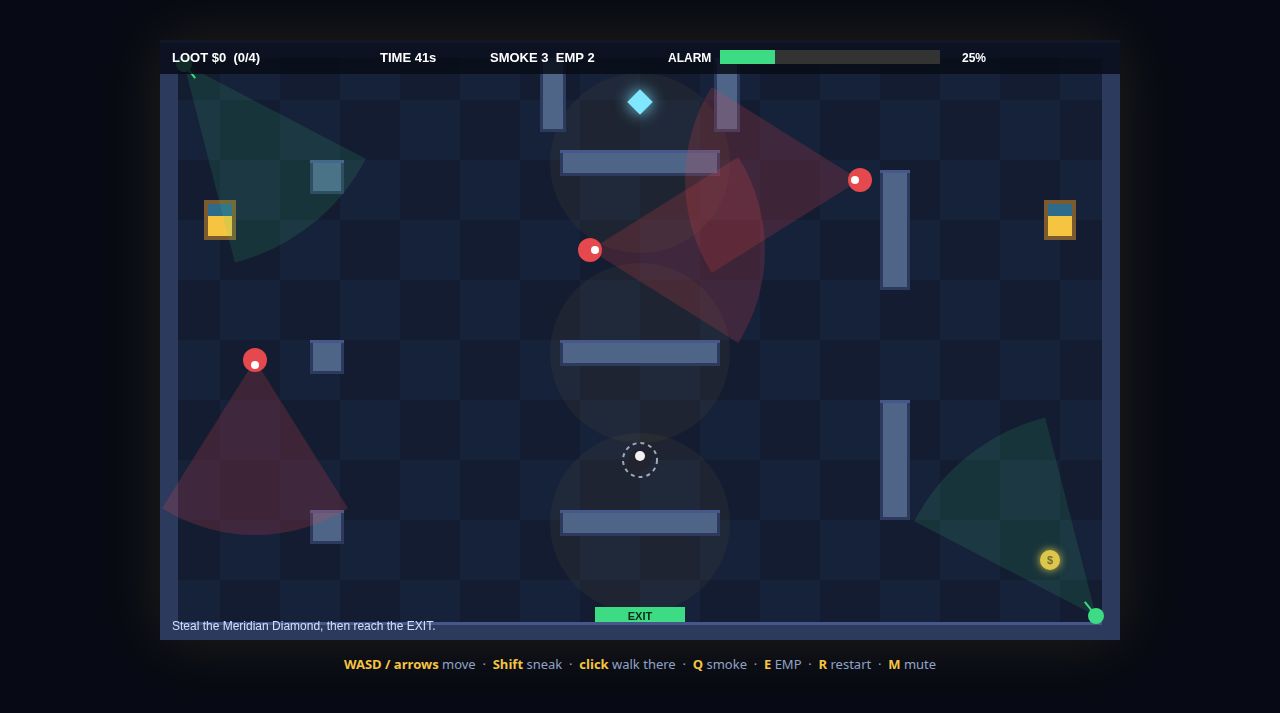 LOOT $0 (0/4) TIME 41s SMOKE 3 EMP 2 ALARM 25%
$
EXIT
Steal the Meridian Diamond, then reach the EXIT.
WASD / arrows move · Shift sneak · click walk there · Q smoke · E EMP · R restart · M mute